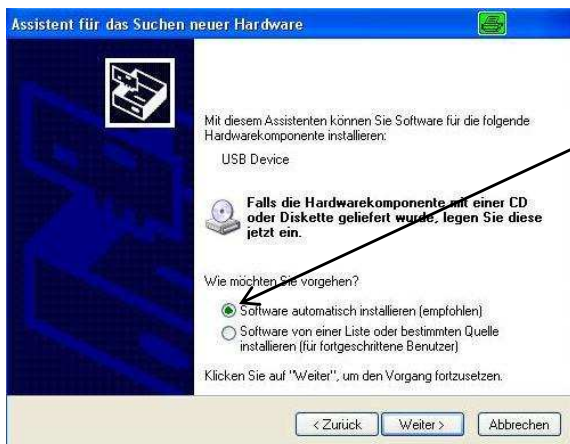 Assistent für das Suchen neuer Hardware
Mit diesem Assistenten können Sie Software für die folgende
Hardwarekomponente installieren:
USB Device
Falls die Hardwarekomponente mit einer CD
oder Diskette geliefert wurde, legen Sie diese
jetzt ein.
Wie möchten Sie vorgehen?
Software automatisch installieren (empfohlen)
Software von einer Liste oder bestimmten Quelle
installieren (für fortgeschrittene Benutzer)
Klicken Sie auf "Weiter", um den Vorgang fortzusetzen.
< Zurück Weiter > Abbrechen